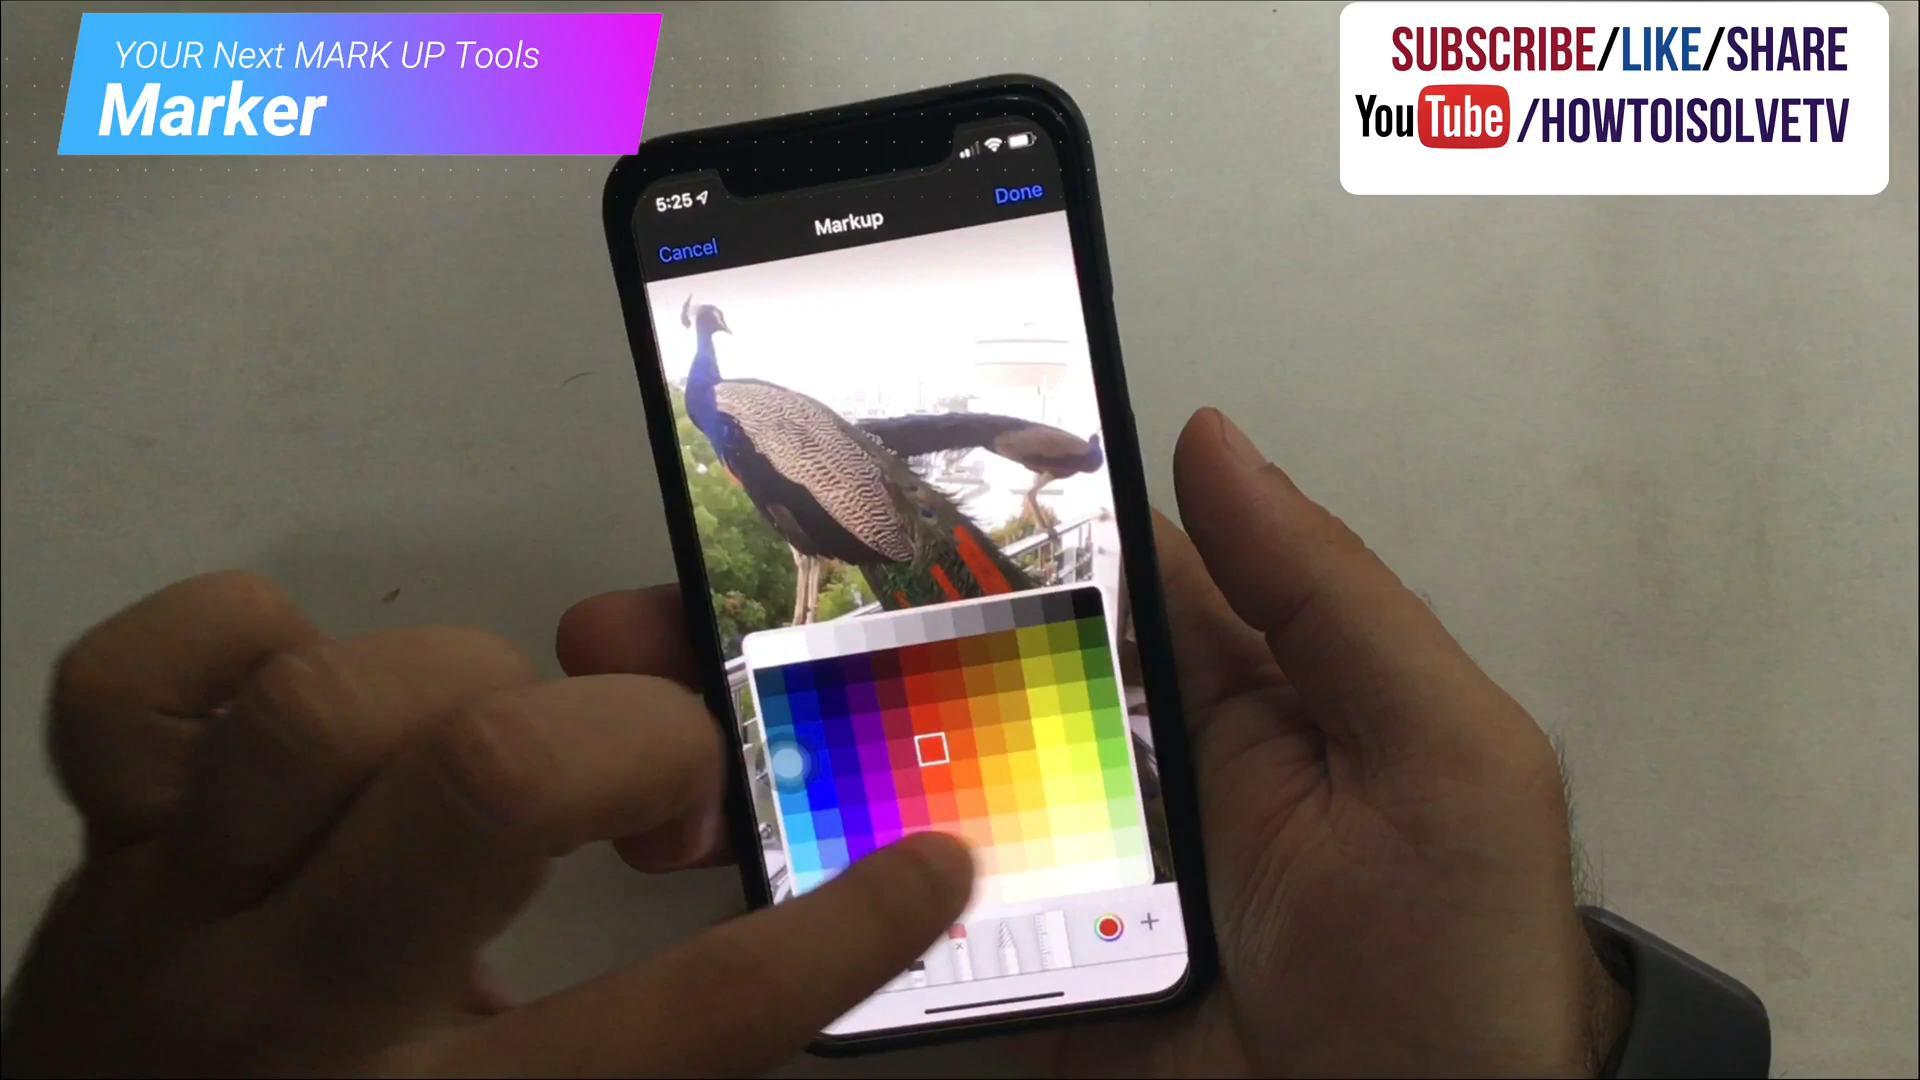 YOUR Next MARK UP Tools
Marker
SUBSCRIBE/LIKE/SHARE
YouTube /HOWTOISOLVETV
5:25
Done
Markup
Cancel